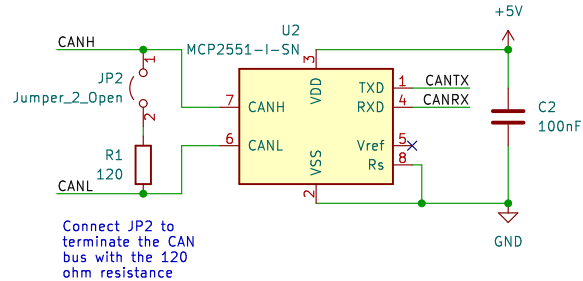 +5V
U2
MCP2551-I-SN
CANH
1
JP2
Jumper_2_Open
2
R1
120
CANL
3
VDD
TXD
1
CANTX
RXD
4
CANRX
7
CANH
6
CANL
Vref
5
Rs
8
VSS
2
C2
100nF
GND
Connect JP2 to
terminate the CAN
bus with the 120
ohm resistance